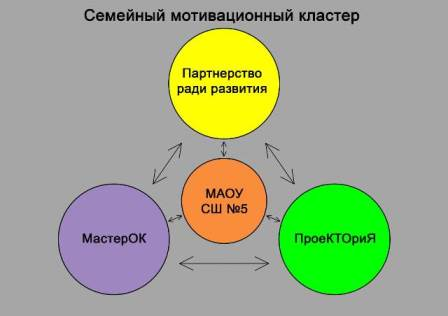 Семейный мотивационный кластер
Партнерство
ради развития
МАОУ
СШ №5
МастерОК
ПроеКТОриЯ